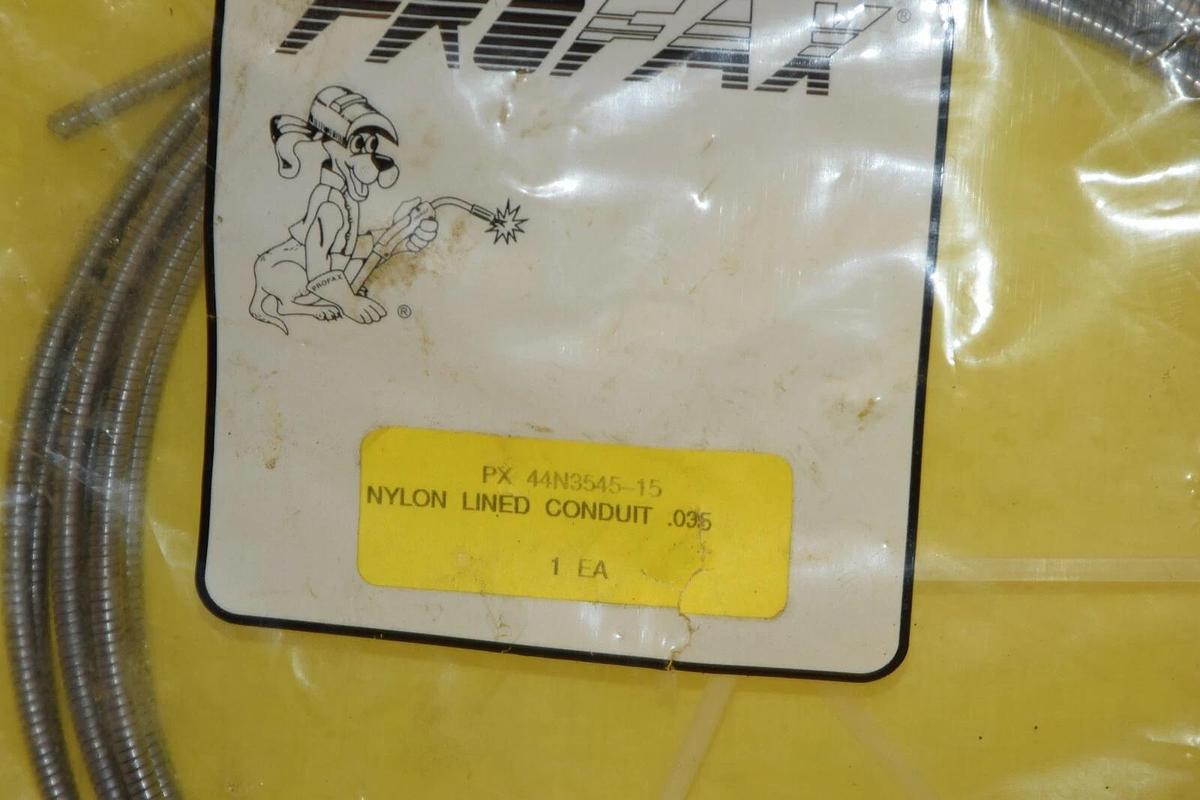 PROFAX ®
PROFAX
®
PX 44N3545-15
NYLON LINED CONDUIT .035
1 EA